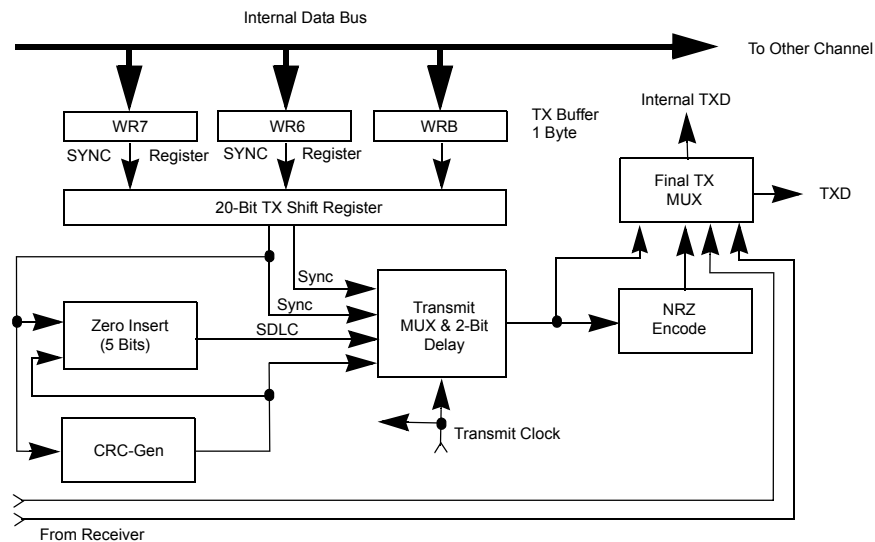 Internal Data Bus
To Other Channel
WR7
WR6
WRB
TX Buffer
1 Byte
Internal TXD
SYNC Register
SYNC Register
Final TX
MUX
TXD
20-Bit TX Shift Register
Sync
Sync
SDLC
Zero Insert
(5 Bits)
Transmit
MUX & 2-Bit
Delay
NRZ
Encode
CRC-Gen
Transmit Clock
From Receiver